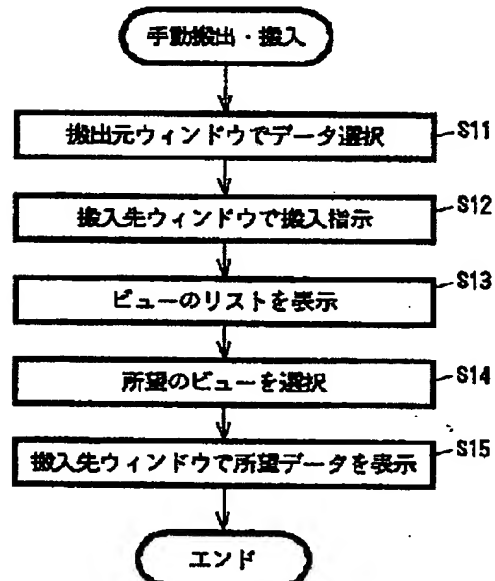 手動搬出・搬入
搬出元ウィンドウでデータ選択
S11
搬入先ウィンドウで搬入指示
S12
ビューのリストを表示
S13
所望のビューを選択
S14
搬入先ウィンドウで所望データを表示
S15
エンド